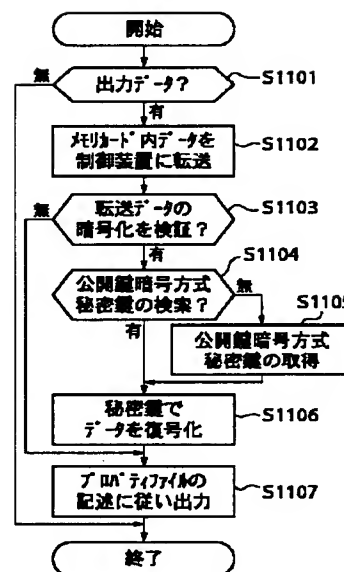 開始
無
出力データ?
S1101
有
メモリカード内データを
制御装置に転送
S1102
無
転送データの
暗号化を検証?
S1103
有
S1104
公開鍵暗号方式
秘密鍵の検索?
無
S1105
有
公開鍵暗号方式
秘密鍵の取得
秘密鍵で
データを復号化
S1106
プロパティファイルの
記述に従い出力
S1107
終了